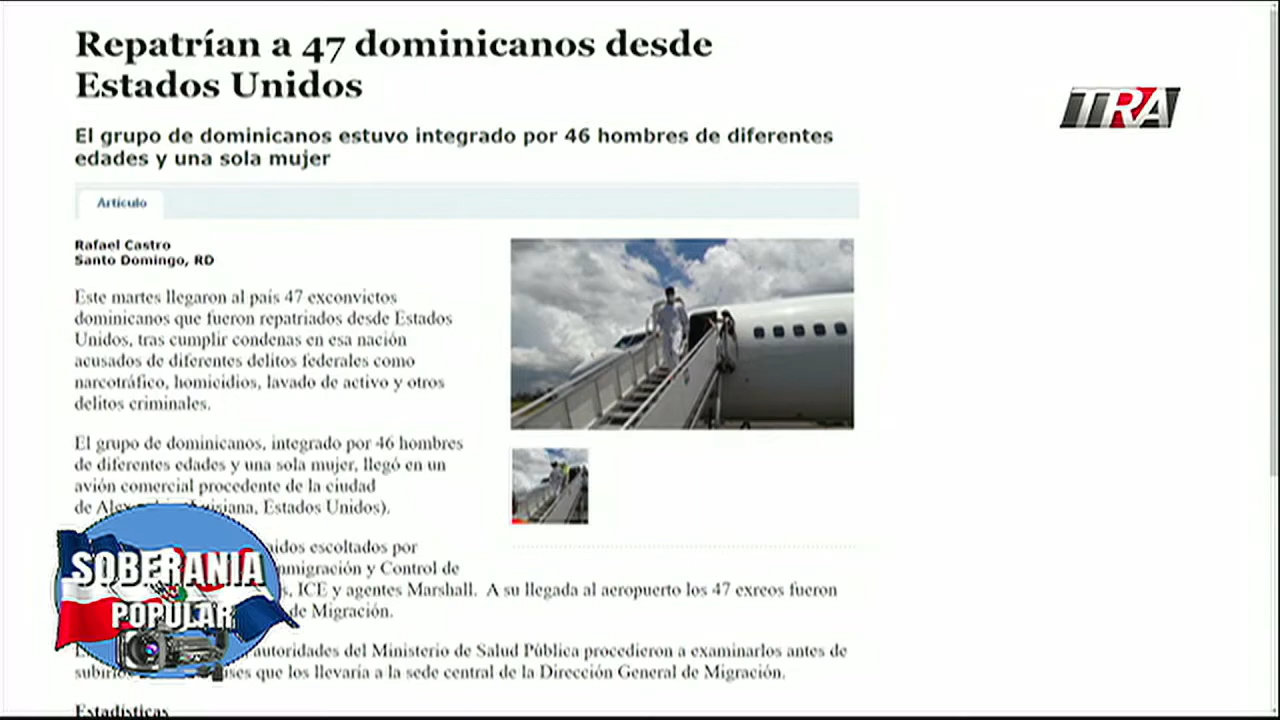 Repatrían a 47 dominicanos desde
Estados Unidos
TRA
El grupo de dominicanos estuvo integrado por 46 hombres de diferentes
edades y una sola mujer
Artículo
Rafael Castro
Santo Domingo, RD
Este martes llegaron al país 47 exconvictos
dominicanos que fueron repatriados desde Estados
Unidos, tras cumplir condenas en esa nación
acusados de diferentes delitos federales como
narcotráfico, homicidios, lavado de activo y otros
delitos criminales.
El grupo de dominicanos, integrado por 46 hombres
de diferentes edades y una sola mujer, llegó en un
avión comercial procedente de la ciudad
de Estados Unidos).
escoltados por
y Control de
ICE y agentes Marshall. A su llegada al aeropuerto los 47 exreos fueron
de Migración.
autoridades del Ministerio de Salud Pública procedieron a examinarlos antes de
que los llevaría a la sede central de la Dirección General de Migración.
Estadísticas
SOBERANIA
POPULAR